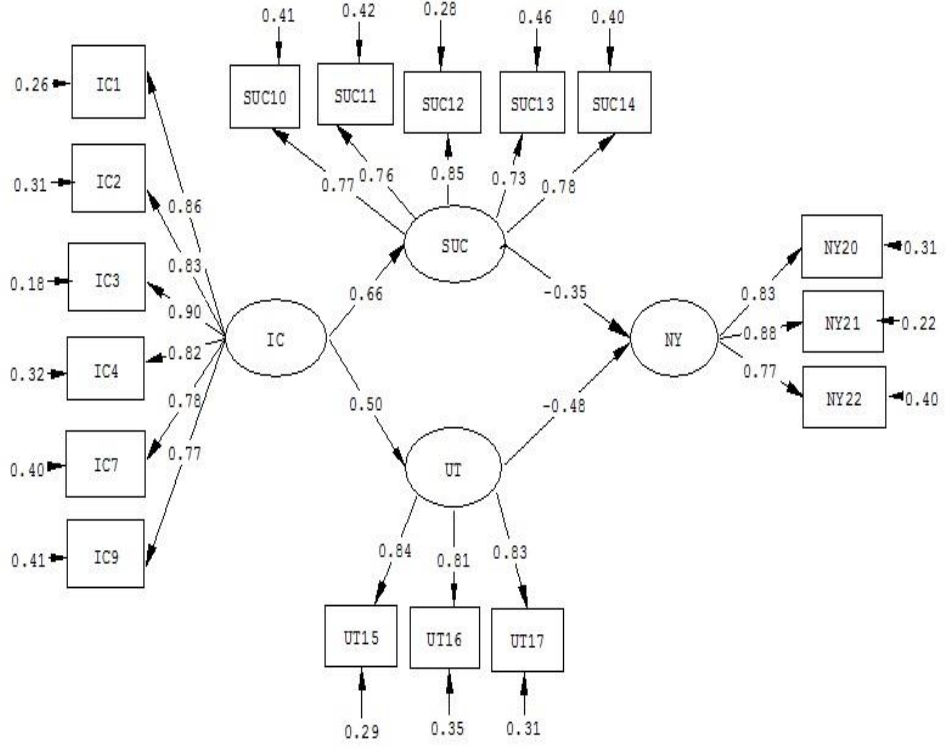 0.41
0.42
0.28
0.46
0.40
0.26
IC1
SUC10
SUC11
SUC12
SUC13
SUC14
0.31
IC2
0.77
0.76
0.85
0.73
0.78
0.86
0.83
SUC
NY20
0.31
0.18
IC3
0.90
0.66
-0.35
0.83
IC
NY
0.88
NY21
0.22
0.32
IC4
0.82
0.78
0.50
-0.48
0.77
NY22
0.40
0.40
IC7
0.77
UT
0.41
IC9
0.84
0.81
0.83
UT15
UT16
UT17
0.29
0.35
0.31